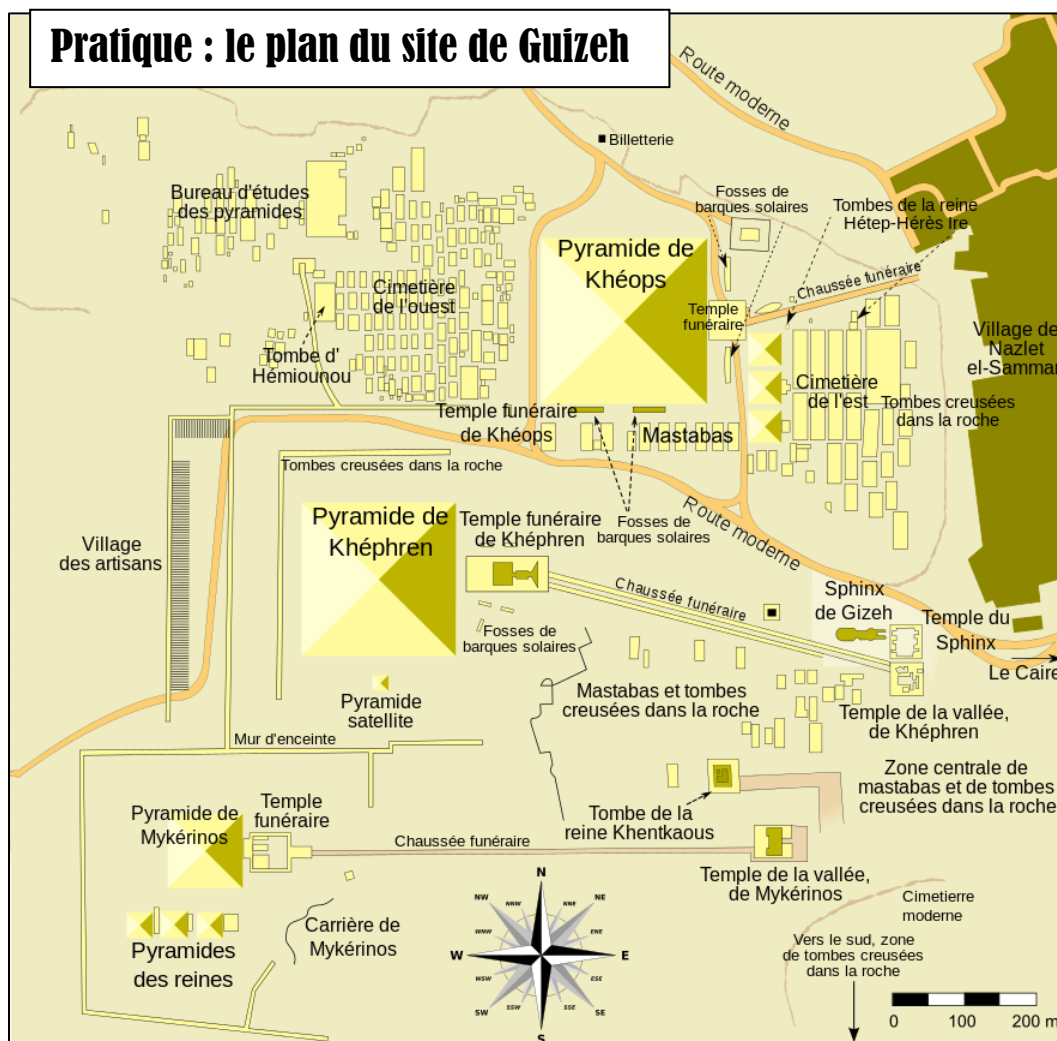 Pratique : le plan du site de Guizeh
Route moderne
Billetterie
Bureau d'études
des pyramides
Fosses de
barques solaires
Tombes de la reine
Hétep-Hérès Ire
Pyramide de
Khéops
Chaussée funéraire
Cimetière
de l'ouest
Temple
funéraire
Village de
Nazlet
el-Samman
Tombe d'
Hémiounou
Cimetière
de l'est
Tombes creusées
dans la roche
Temple funéraire
de Khéops
Mastabas
Tombes creusées dans la roche
Route moderne
Pyramide de
Khéphren
Temple funéraire
de Khéphren
Fosses de
barques solaires
Village
des artisans
Chaussée funéraire
Sphinx
de Gizeh
Temple du
Sphinx
Le Caire
Fosses de
barques solaires
Pyramide
satellite
Mastabas et tombes
creusées dans la roche
Temple de la vallée,
de Khéphren
Mur d'enceinte
Zone centrale de
mastabas et de tombes
creusées dans la roche
Pyramide de
Mykérinos
Temple
funéraire
Tombe de la
reine Khentkaous
Chaussée funéraire
Temple de la vallée,
de Mykérinos
Cimetierre
moderne
Carrière de
Mykérinos
Pyramides
des reines
Vers le sud, zone
de tombes creusées
dans la roche
N
NNW
NNE
NW
NE
WNW
ENE
W
E
WSW
ESE
SW
SE
SSW
SSE
S
0 100 200 m